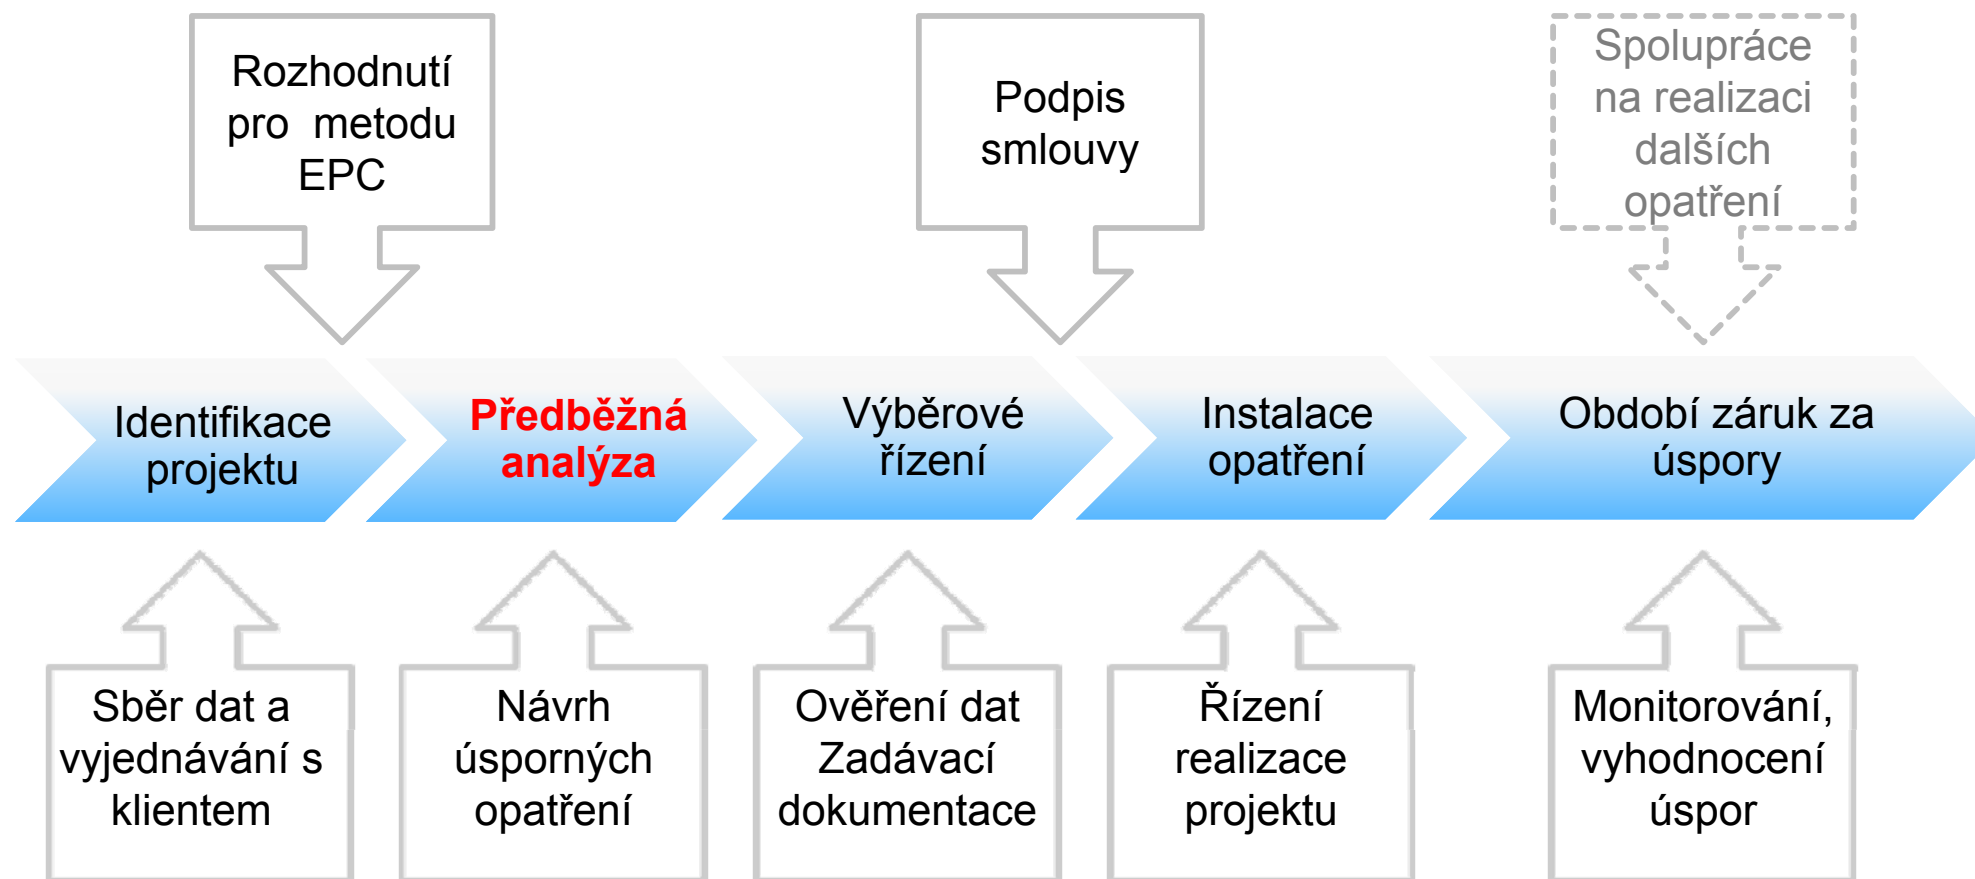 Rozhodnutí
pro metodu
EPC
Podpis
smlouvy
Spolupráce
na realizaci
dalších
opatření
Identifikace
projektu
Předběžná
analýza
Výběrové
řízení
Instalace
opatření
Období záruk za
úspory
Sběr dat a
vyjednávání s
klientem
Návrh
úsporných
opatření
Ověření dat
Zadávací
dokumentace
Řízení
realizace
projektu
Monitorování,
vyhodnocení
úspor